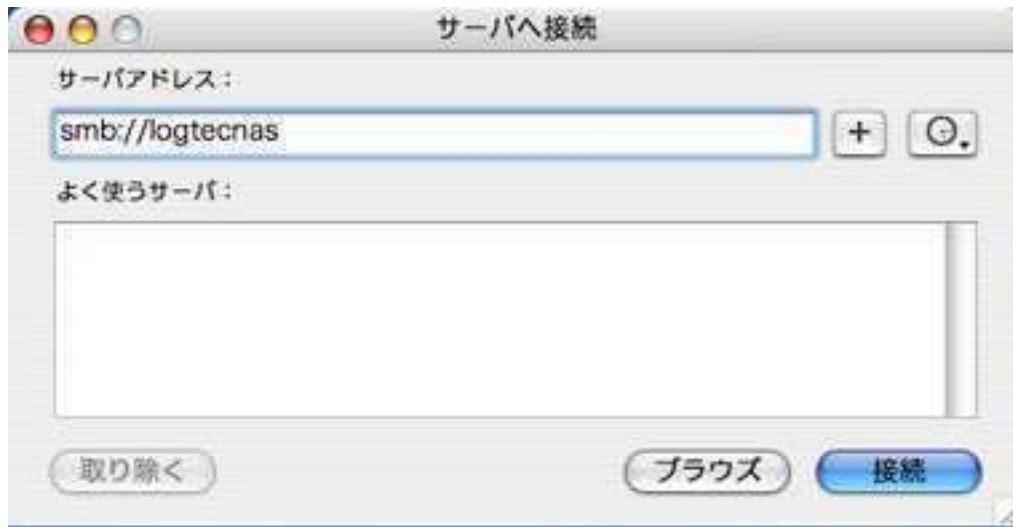 サーバへ接続
サーバアドレス：
smb://logtecnas
+
よく使うサーバ：
取り除く
ブラウズ
接続